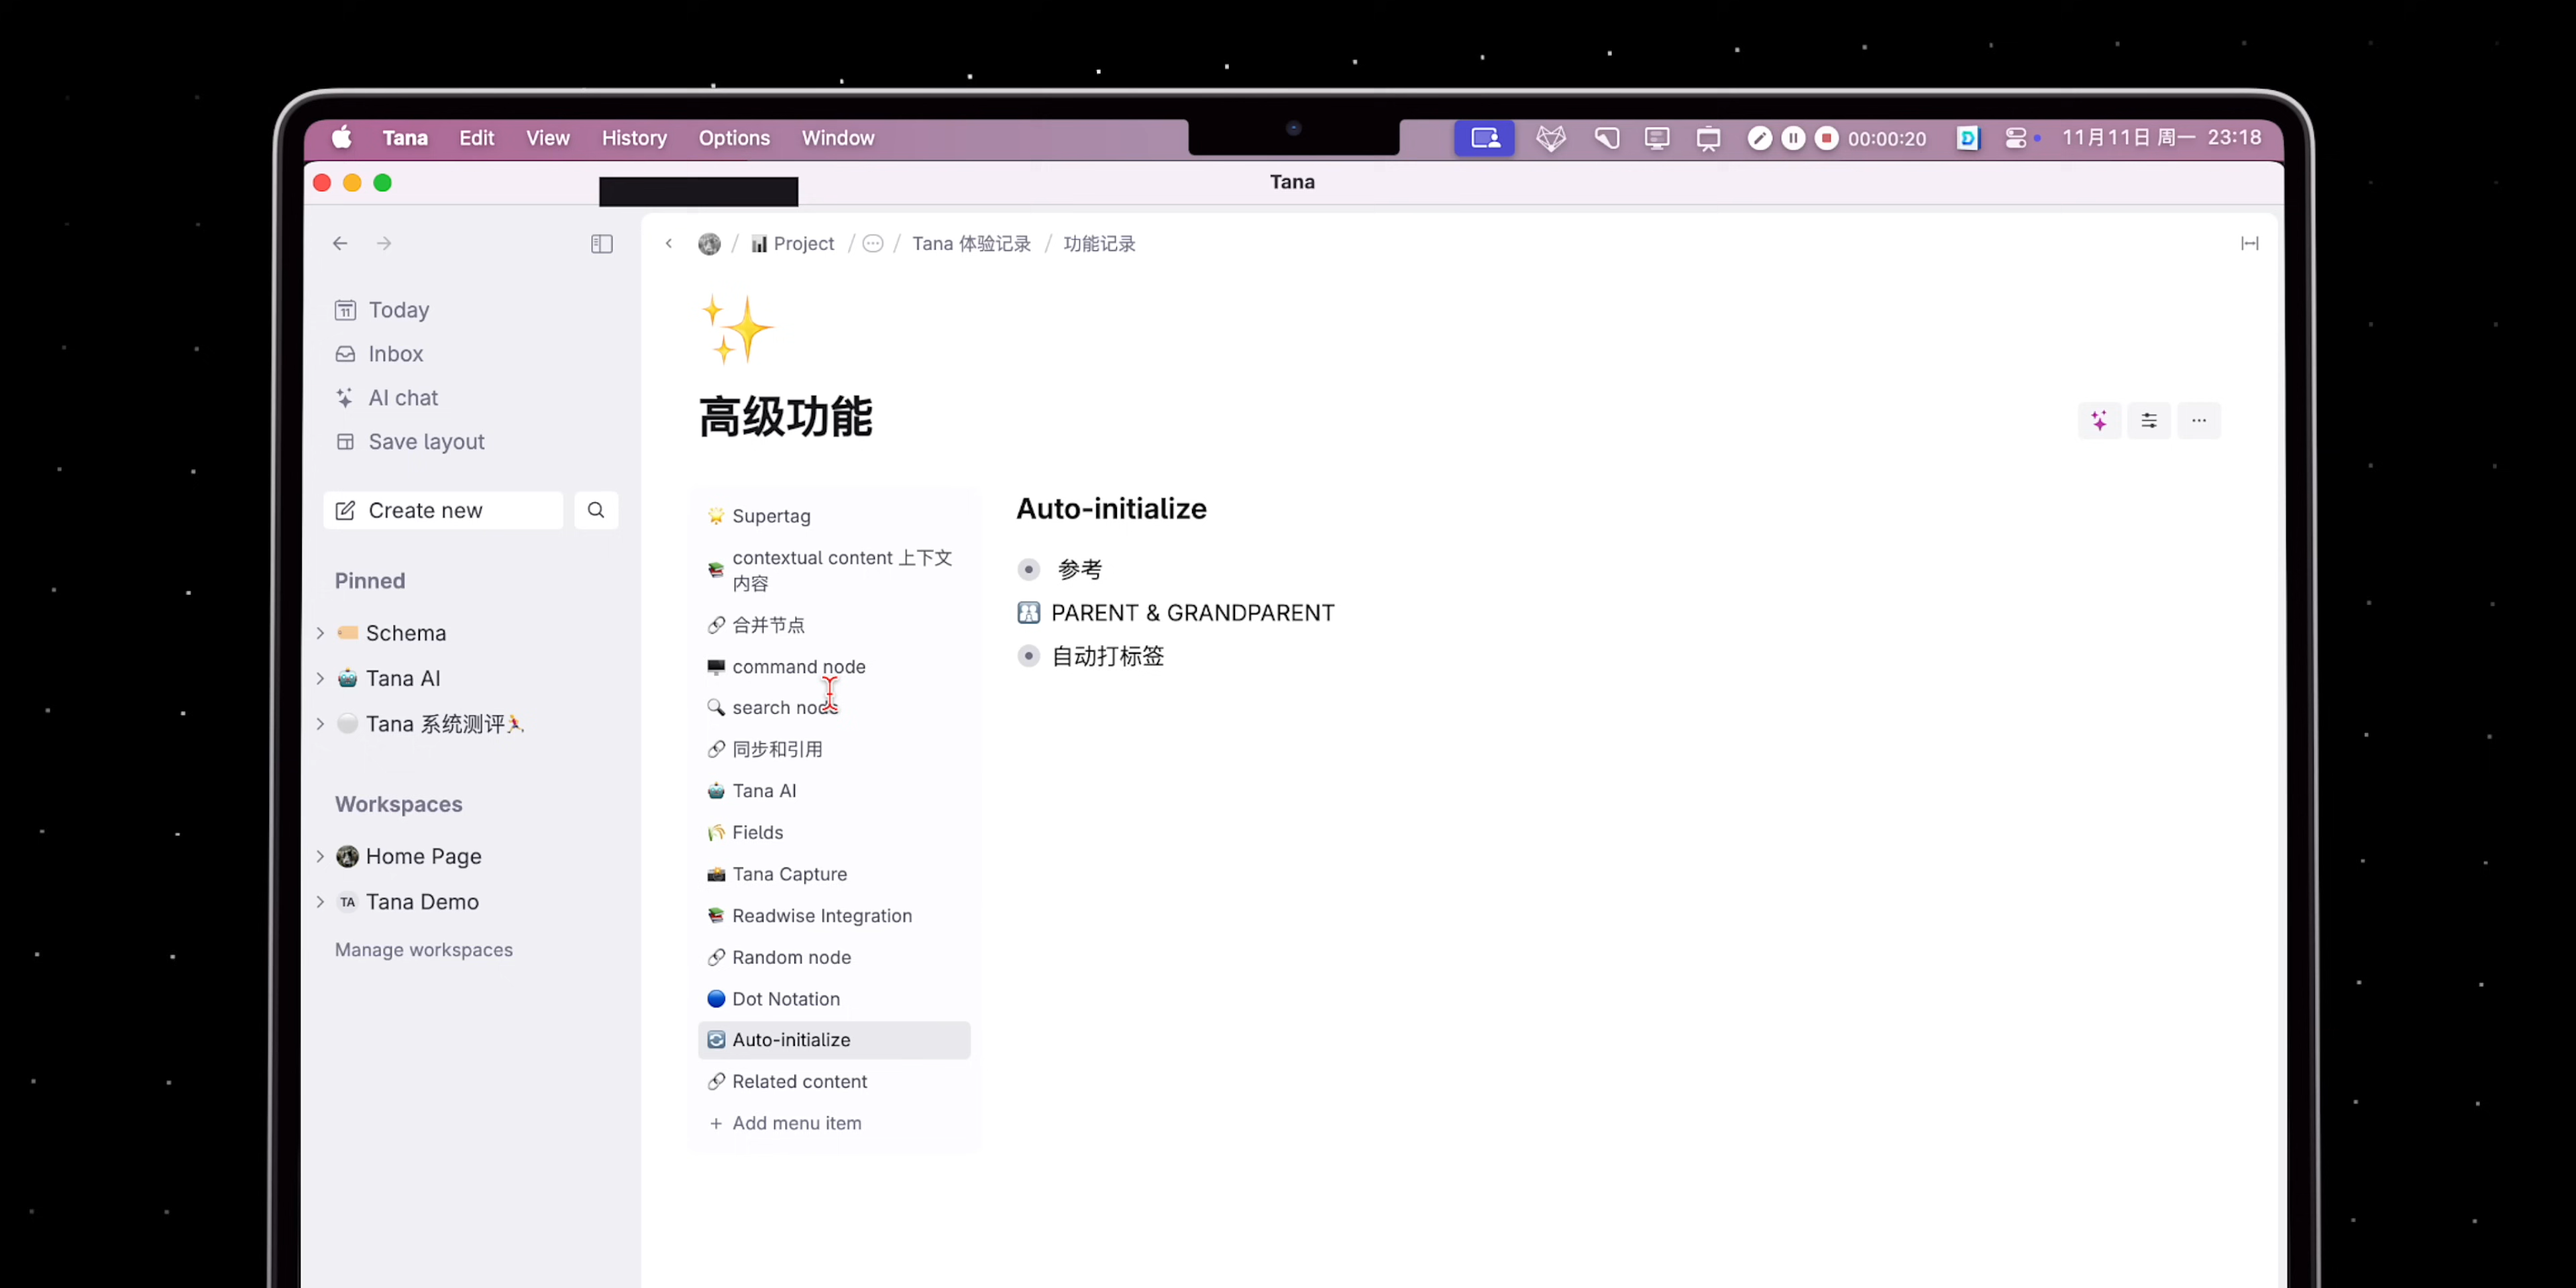 Tana Edit View History Options Window
00:00:20 11月11日 周一 23:18
Tana
Project / Tana 体验记录 / 功能记录
Today
Inbox
AI chat
Save layout
Create new
Pinned
Schema
Tana AI
Tana 系统测评
Workspaces
Home Page
TA Tana Demo
Manage workspaces
高级功能
Supertag
contextual content 上下文
内容
合并节点
command node
search node
同步和引用
Tana AI
Fields
Tana Capture
Readwise Integration
Random node
Dot Notation
Auto-initialize
Related content
+ Add menu item
Auto-initialize
参考
PARENT & GRANDPARENT
自动打标签